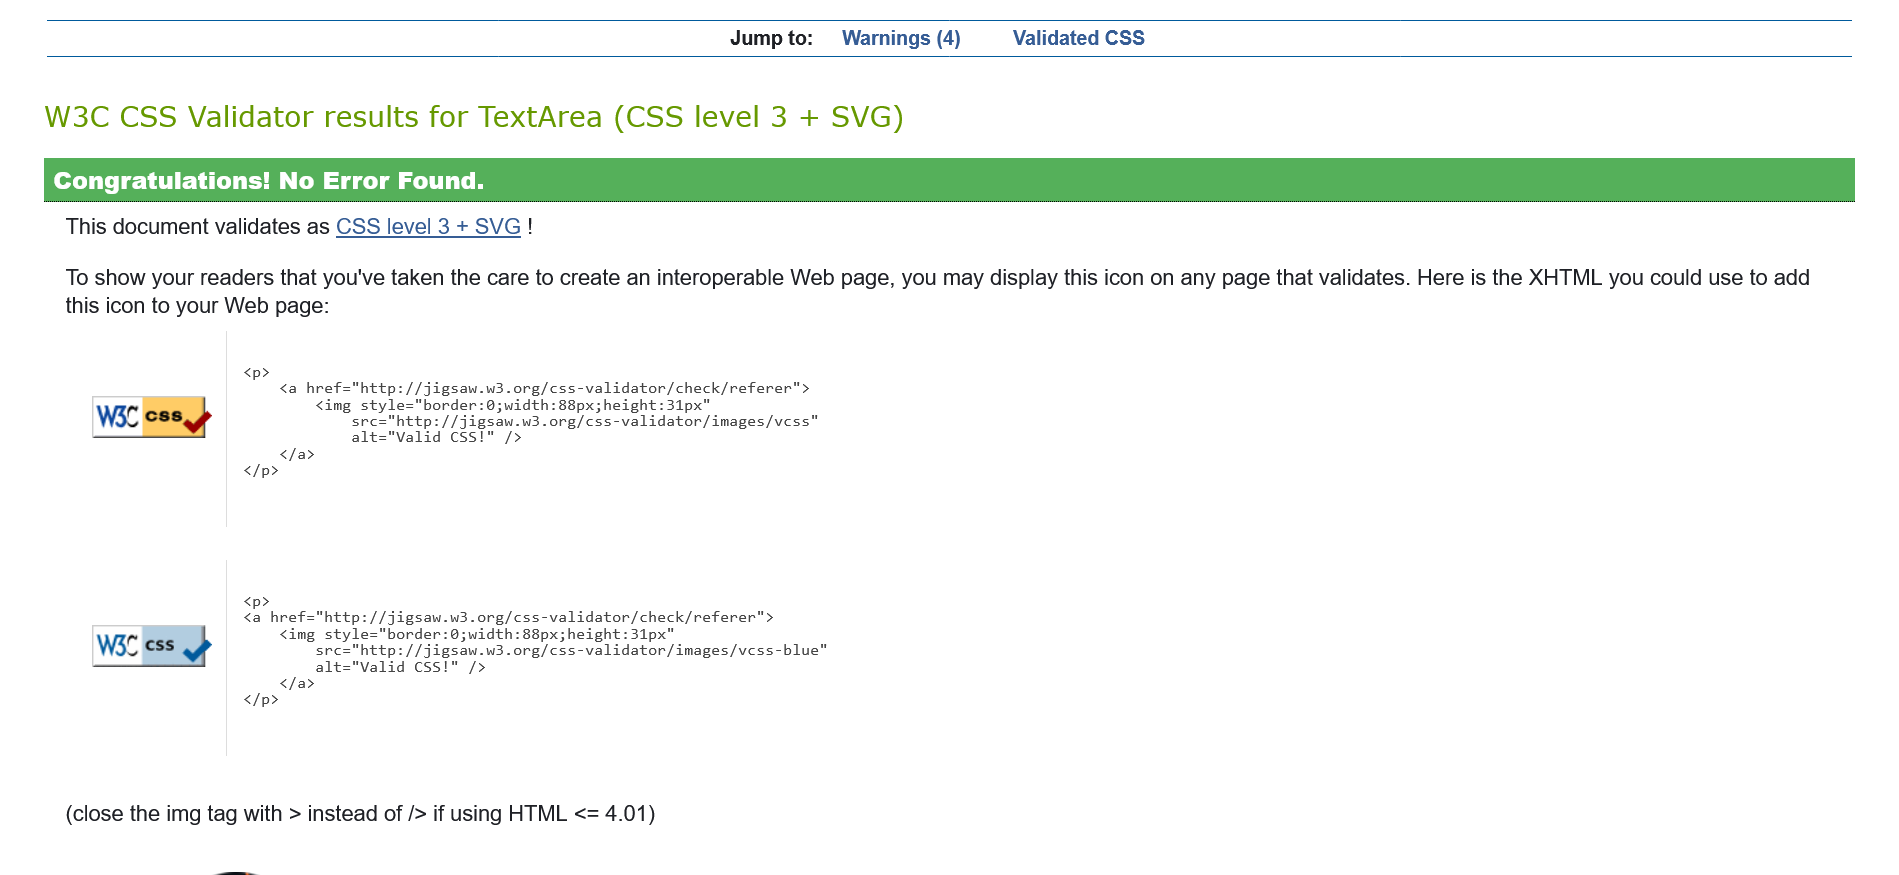 Jump to: Warnings (4) Validated CSS
W3C CSS Validator results for TextArea (CSS level 3 + SVG)
Congratulations! No Error Found.
This document validates as CSS level 3 + SVG !
To show your readers that you've taken the care to create an interoperable Web page, you may display this icon on any page that validates. Here is the XHTML you could use to add
this icon to your Web page:
<p>
    <a href="http://jigsaw.w3.org/css-validator/check/referer">
        <img style="border:0;width:88px;height:31px"
            src="http://jigsaw.w3.org/css-validator/images/vcss"
W3C css
            alt="Valid CSS!" />
    </a>
</p>
<p>
<a href="http://jigsaw.w3.org/css-validator/check/referer">
    <img style="border:0;width:88px;height:31px"
W3C css
        src="http://jigsaw.w3.org/css-validator/images/vcss-blue"
        alt="Valid CSS!" />
    </a>
</p>
(close the img tag with > instead of /> if using HTML <= 4.01)